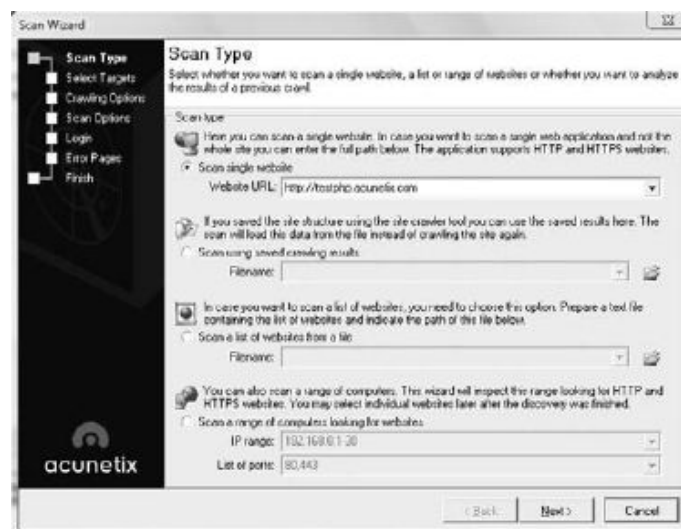 Scan Wizard
Scan Type
Select Targets
Crawling Options
Scan Options
Login
Error Pages
Finish
acunetix
Scan Type
Select whether you want to scan a single website, a list or range of websites or whether you want to analyze
the results of a previous crawl.
Scan type
Here you can scan a single website. In case you want to scan a single web application and not the
whole site you can enter the full path below. The application supports HTTP and HTTPS websites.
Scan single website
Website URL: http://testphp.acunetix.com
If you saved the site structure using the site crawler tool you can use the saved results here. The
scan will load this data from the file instead of crawling the site again.
Scan using saved crawling results
Filename:
In case you want to scan a list of websites, you need to choose this option. Prepare a text file
containing the list of websites and indicate the path of this file below.
Scan a list of websites from a file
Filename:
You can also scan a range of computers. This wizard will inspect this range looking for HTTP and
HTTPS websites. You may select individual websites later after the discovery was finished.
Scan a range of computers looking for websites
IP range: 192.168.0.1-30
List of ports: 80,443
< Back
Next >
Cancel